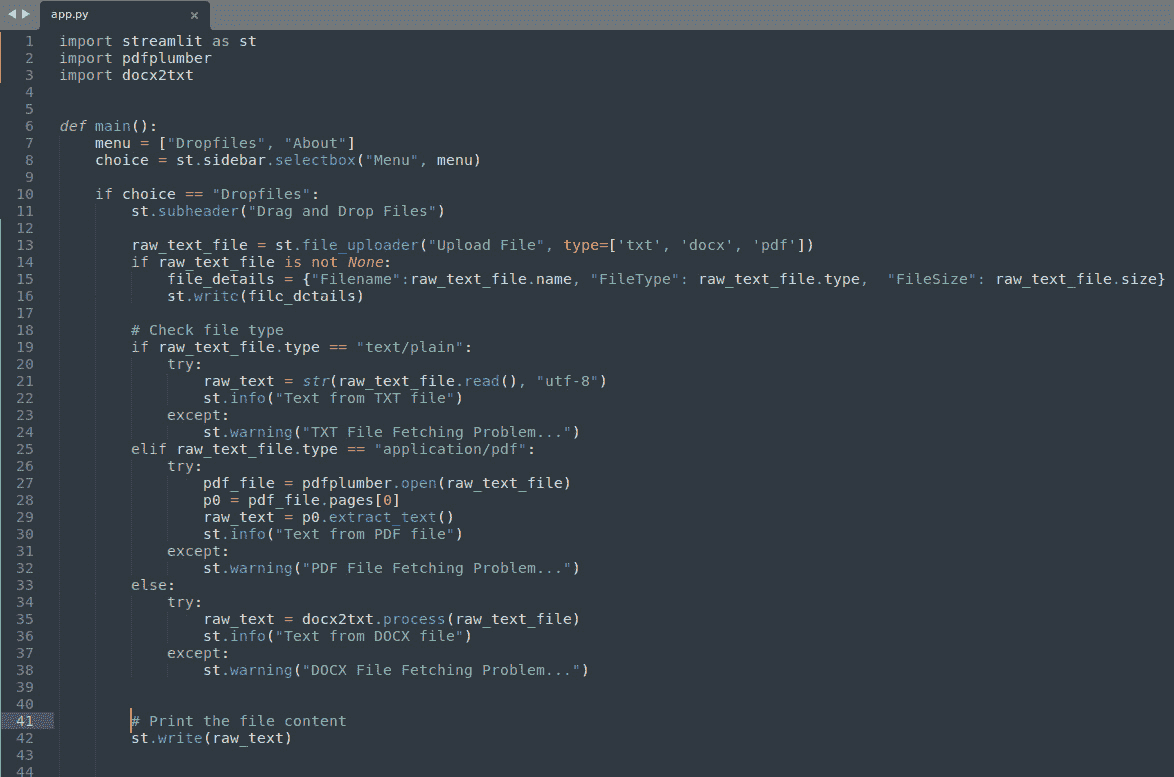 app.py ×
1 import streamlit as st
2 import pdfplumber
3 import docx2txt
4
5
6 def main():
7     menu = ["Dropfiles", "About"]
8     choice = st.sidebar.selectbox("Menu", menu)
9
10     if choice == "Dropfiles":
11         st.subheader("Drag and Drop Files")
12
13         raw_text_file = st.file_uploader("Upload File", type=['txt', 'docx', 'pdf'])
14         if raw_text_file is not None:
15             file_details = {"Filename":raw_text_file.name, "FileType": raw_text_file.type,  "FileSize": raw_text_file.size}
16             st.write(file_details)
17
18         # Check file type
19         if raw_text_file.type == "text/plain":
20             try:
21                 raw_text = str(raw_text_file.read(), "utf-8")
22                 st.info("Text from TXT file")
23             except:
24                 st.warning("TXT File Fetching Problem...")
25         elif raw_text_file.type == "application/pdf":
26             try:
27                 pdf_file = pdfplumber.open(raw_text_file)
28                 p0 = pdf_file.pages[0]
29                 raw_text = p0.extract_text()
30                 st.info("Text from PDF file")
31             except:
32                 st.warning("PDF File Fetching Problem...")
33         else:
34             try:
35                 raw_text = docx2txt.process(raw_text_file)
36                 st.info("Text from DOCX file")
37             except:
38                 st.warning("DOCX File Fetching Problem...")
39
40
41         # Print the file content
42         st.write(raw_text)
43
44